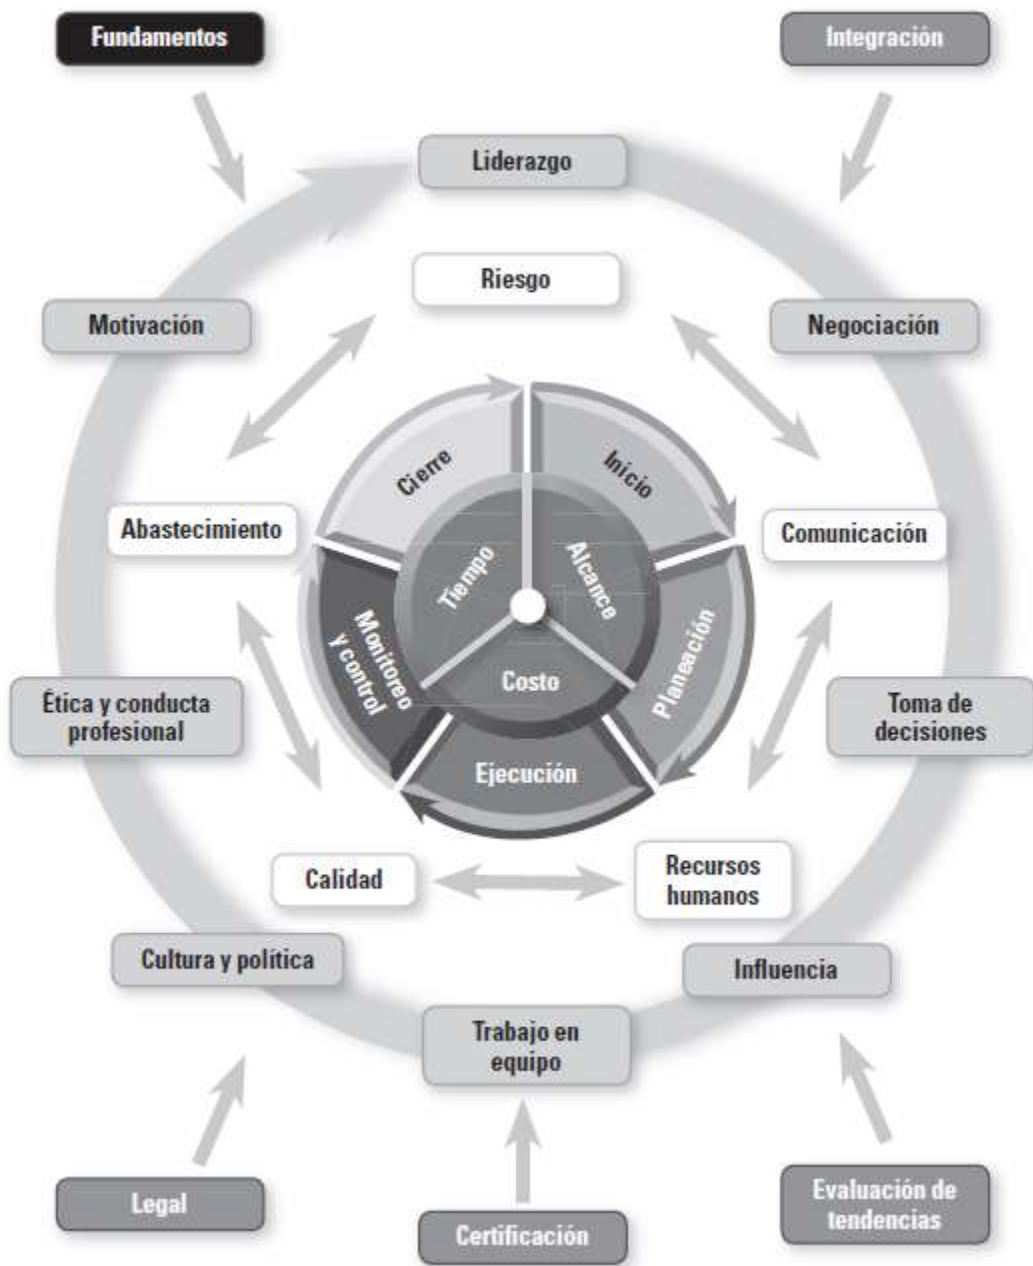 Fundamentos
Integración
Liderazgo
Riesgo
Motivación
Negociación
Cierre
Inicio
Abastecimiento
Comunicación
Tiempo
Alcance
Monitoreo
y control
Costo
Planeación
Ética y conducta
profesional
Toma de
decisiones
Ejecución
Calidad
Recursos
humanos
Cultura y política
Influencia
Trabajo en
equipo
Legal
Certificación
Evaluación de
tendencias